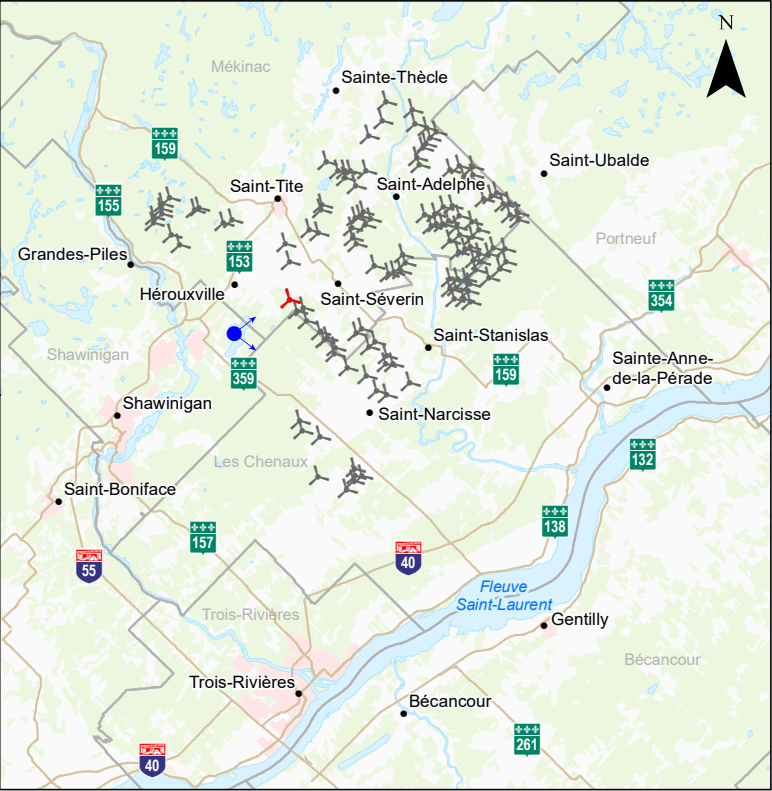 N
Mékinac
Sainte-Thècle
159
Saint-Ubalde
Saint-Tite
Saint-Adelphe
155
Portneuf
Grandes-Piles
153
Hérouxville
Saint-Séverin
354
Saint-Stanislas
Shawinigan
359
159
Sainte-Anne-
de-la-Pérade
Shawinigan
Saint-Narcisse
132
Les Chenaux
Saint-Boniface
138
157
55
40
Fleuve
Saint-Laurent
Trois-Rivières
Gentilly
Bécancour
Trois-Rivières
Bécancour
261
40